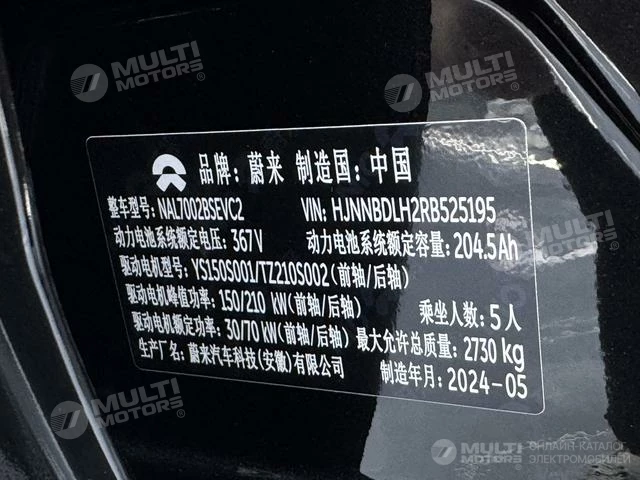 MULTI
MOTORS®
MULTI
MOTORS®
品牌: 蔚来 制造国: 中国
整车型号: NAL7002BSEVC2 VIN: HJNNBDLH2RB525195
动力电池系统额定电压: 367V 动力电池系统额定容量: 204.5Ah
驱动电机型号: YS150S001/TZ210S002(前轴/后轴)
驱动电机峰值功率: 150/210 kW(前轴/后轴) 乘坐人数: 5人
驱动电机额定功率: 30/70 kW(前轴/后轴) 最大允许总质量: 2730 kg
生产厂名: 蔚来汽车科技(安徽)有限公司 制造年月: 2024-05
MULTI
MOTORS®
MULTI
MOTORS®
MULTI
MOTORS®
ОНЛАЙН-КАТАЛОГ
ЭЛЕКТРОМОБИЛЕЙ